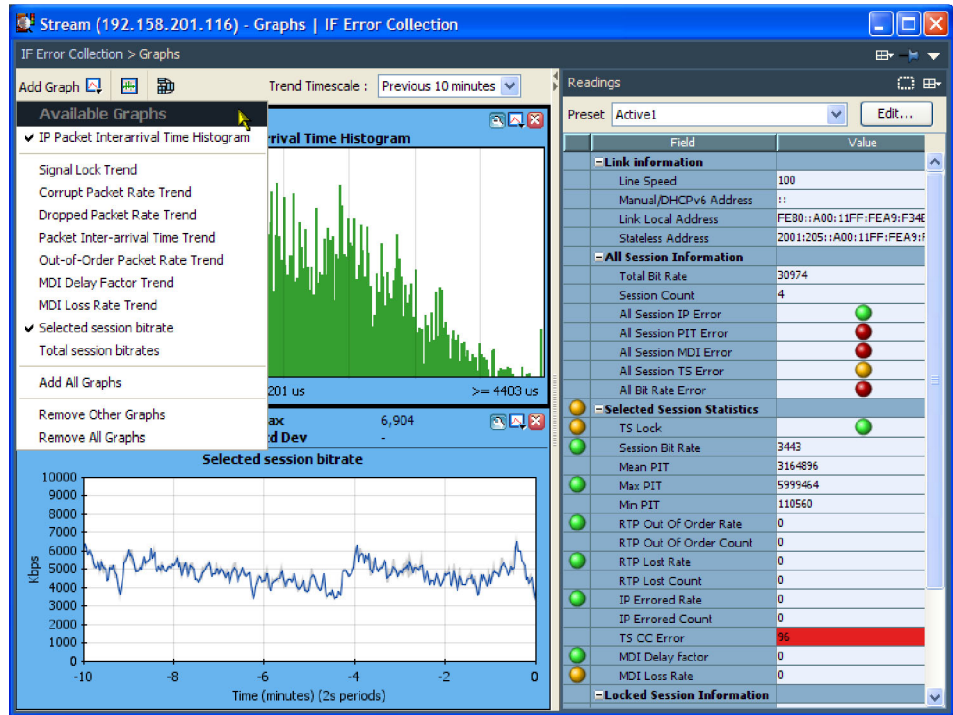 Stream (192.158.201.116) - Graphs | IF Error Collection
IF Error Collection > Graphs
Add Graph
Trend Timescale :
Previous 10 minutes
Available Graphs
IP Packet Interarrival Time Histogram
Signal Lock Trend
Corrupt Packet Rate Trend
Dropped Packet Rate Trend
Packet Inter-arrival Time Trend
Out-of-Order Packet Rate Trend
MDI Delay Factor Trend
MDI Loss Rate Trend
Selected session bitrate
Total session bitrates
Add All Graphs
Remove Other Graphs
Remove All Graphs
rrival Time Histogram
201 us
>= 4403 us
ax 6,904
d Dev -
Selected session bitrate
Kbps
10000
9000
8000
7000
6000
5000
4000
3000
2000
1000
0
-10 -8 -6 -4 -2 0
Time (minutes) (2s periods)
Readings
Preset Active1 Edit...
Field Value
Link information
Line Speed 100
Manual/DHCPv6 Address ::
Link Local Address FE80::A00:11FF:FEA9:F34E
Stateless Address 2001:205::A00:11FF:FEA9:F
All Session Information
Total Bit Rate 30974
Session Count 4
All Session IP Error
All Session PIT Error
All Session MDI Error
All Session TS Error
All Bit Rate Error
Selected Session Statistics
TS Lock
Session Bit Rate 3443
Mean PIT 3164896
Max PIT 5999464
Min PIT 110560
RTP Out Of Order Rate 0
RTP Out Of Order Count 0
RTP Lost Rate 0
RTP Lost Count 0
IP Errored Rate 0
IP Errored Count 0
TS CC Error 96
MDI Delay factor 0
MDI Loss Rate 0
Locked Session Information